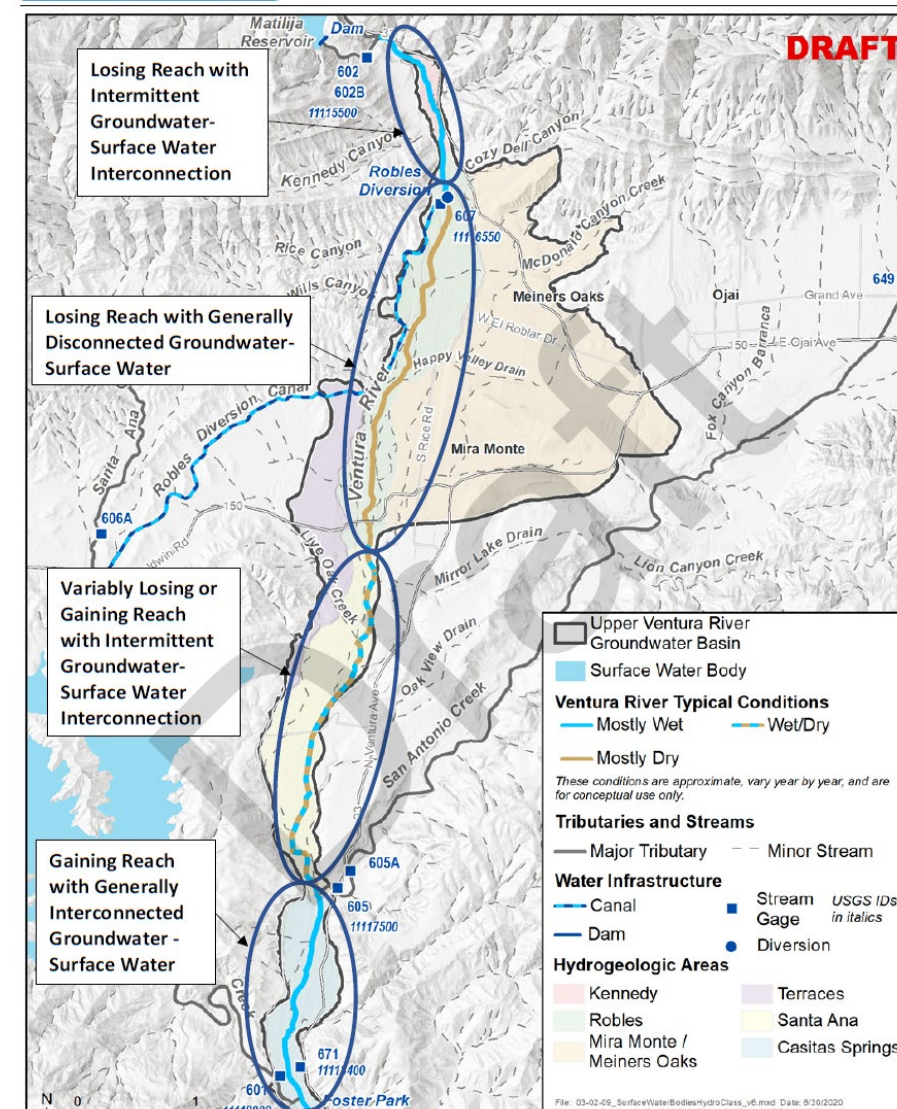 Matilija
Reservoir
Dam
DRAFT
602
602B
11115500
Losing Reach with
Intermittent
Groundwater-
Surface Water
Interconnection
Kennedy Canyon
Cozy Dell Canyon
Robles
Diversion
607
McDonald Canyon Creek
Rice Canyon
Wills Canyon
Meiners Oaks
Ojai
649
Grand Ave
Losing Reach with Generally
Disconnected Groundwater-
Surface Water
W El Roblar Dr
150
E Ojai Ave
Happy Valley Drain
Fox Canyon Barranca
Ventura River
Robles Diversion Canal
S Rice Rd
Mira Monte
Santa Ana
606A
150
Live Oak Creek
Mirror Lake Drain
Lion Canyon Creek
Variably Losing or
Gaining Reach
with Intermittent
Groundwater-
Surface Water
Interconnection
Oak View Drain
N Ventura Ave
San Antonio Creek
33
Draft
605A
605
11117500
Gaining Reach
with Generally
Interconnected
Groundwater -
Surface Water
Creek
671
601
Foster Park
N 0 1
Upper Ventura River
Groundwater Basin
Surface Water Body
Ventura River Typical Conditions
Mostly Wet Wet/Dry
Mostly Dry
These conditions are approximate, vary year by year, and are
for conceptual use only.
Tributaries and Streams
Major Tributary Minor Stream
Water Infrastructure
Canal Stream Gage USGS IDs in italics
Dam Diversion
Hydrogeologic Areas
Kennedy Terraces
Robles Santa Ana
Mira Monte /
Meiners Oaks Casitas Springs
File: 03-02-09_SurfaceWaterBodiesHydroClass_v6.mxd Date: 6/30/2020